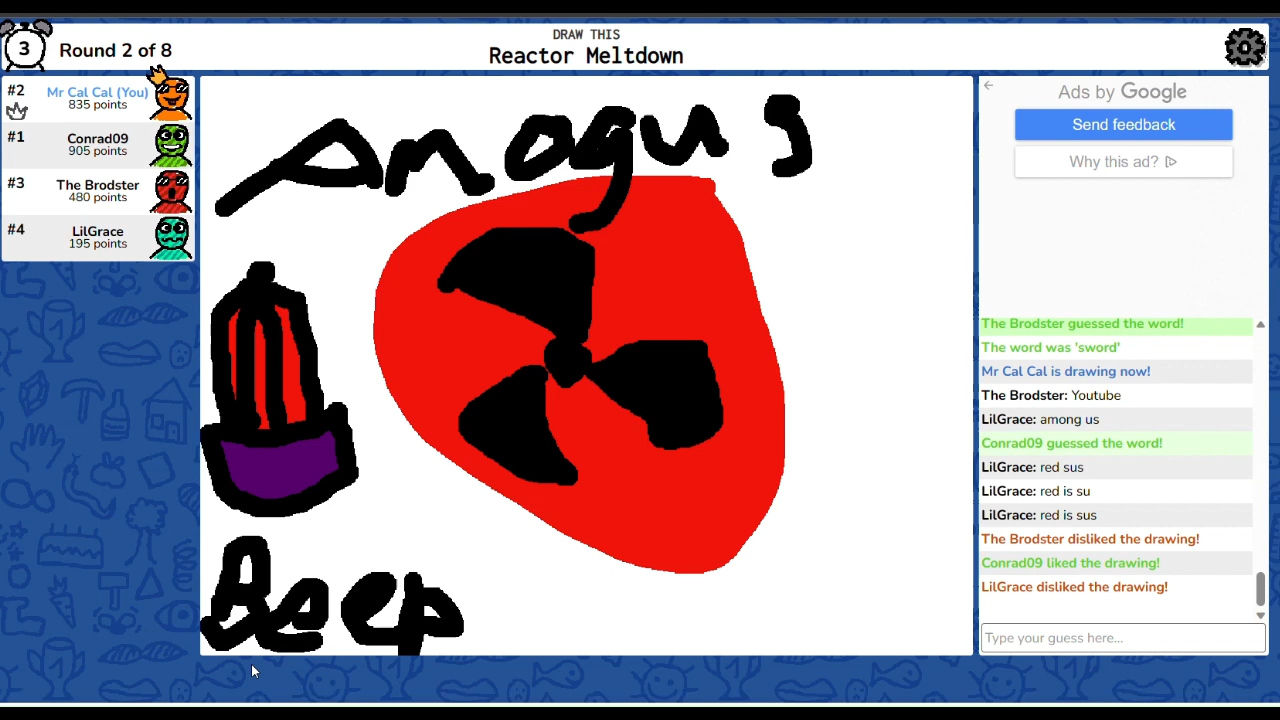 3
Round 2 of 8
DRAW THIS
Reactor Meltdown
#2
Mr Cal Cal (You)
835 points
#1
Conrad09
905 points
#3
The Brodster
480 points
#4
LilGrace
195 points
Amogus
Beep
Ads by Google
Send feedback
Why this ad?
The Brodster guessed the word!
The word was 'sword'
Mr Cal Cal is drawing now!
The Brodster: Youtube
LilGrace: among us
Conrad09 guessed the word!
LilGrace: red sus
LilGrace: red is su
LilGrace: red is sus
The Brodster disliked the drawing!
Conrad09 liked the drawing!
LilGrace disliked the drawing!
Type your guess here...